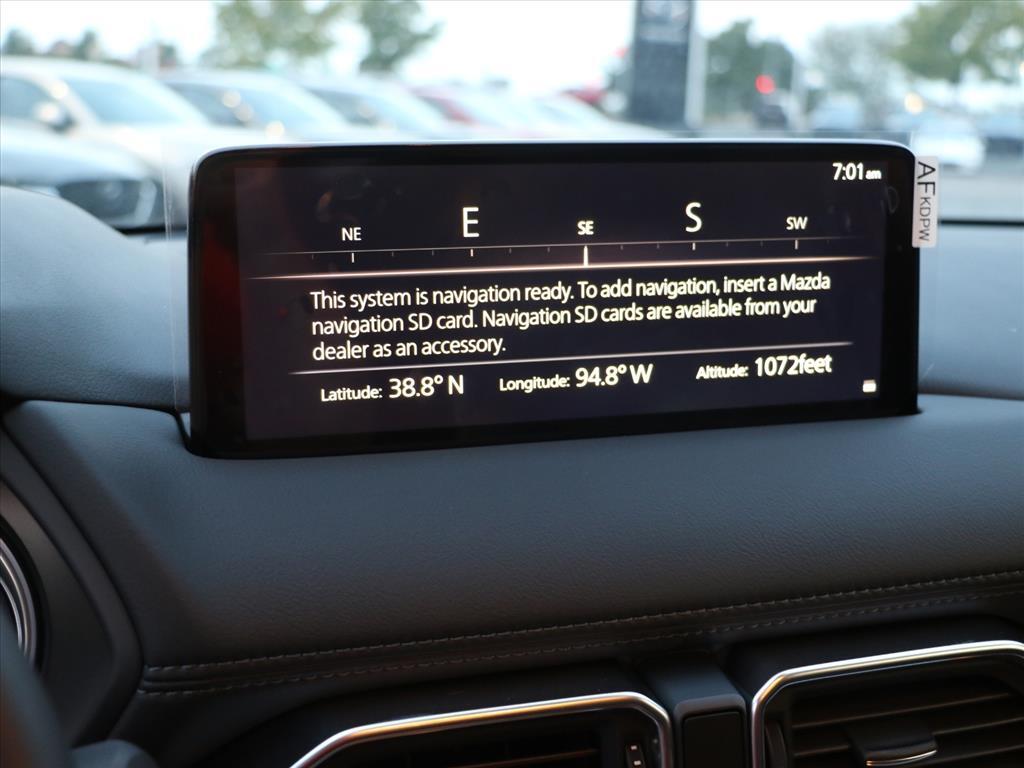 7:01 am
NE E SE S SW
This system is navigation ready. To add navigation, insert a Mazda
navigation SD card. Navigation SD cards are available from your
dealer as an accessory.
Latitude: 38.8° N Longitude: 94.8° W Altitude: 1072feet
AFKDPW